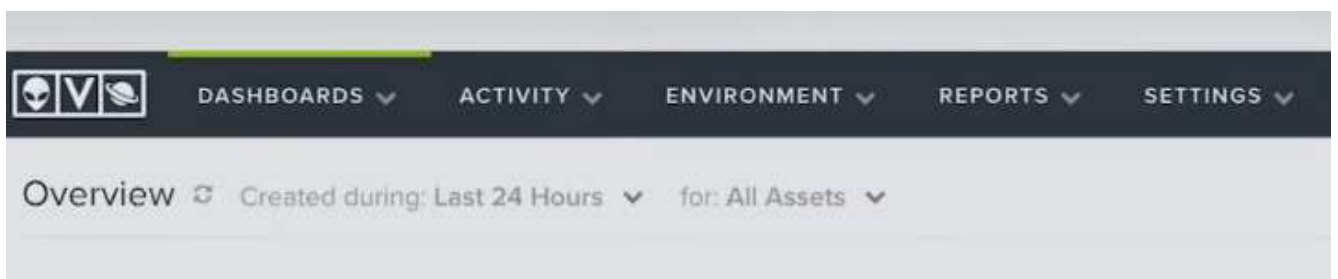 V DASHBOARDS ACTIVITY ENVIRONMENT REPORTS SETTINGS
Overview Created during: Last 24 Hours for: All Assets